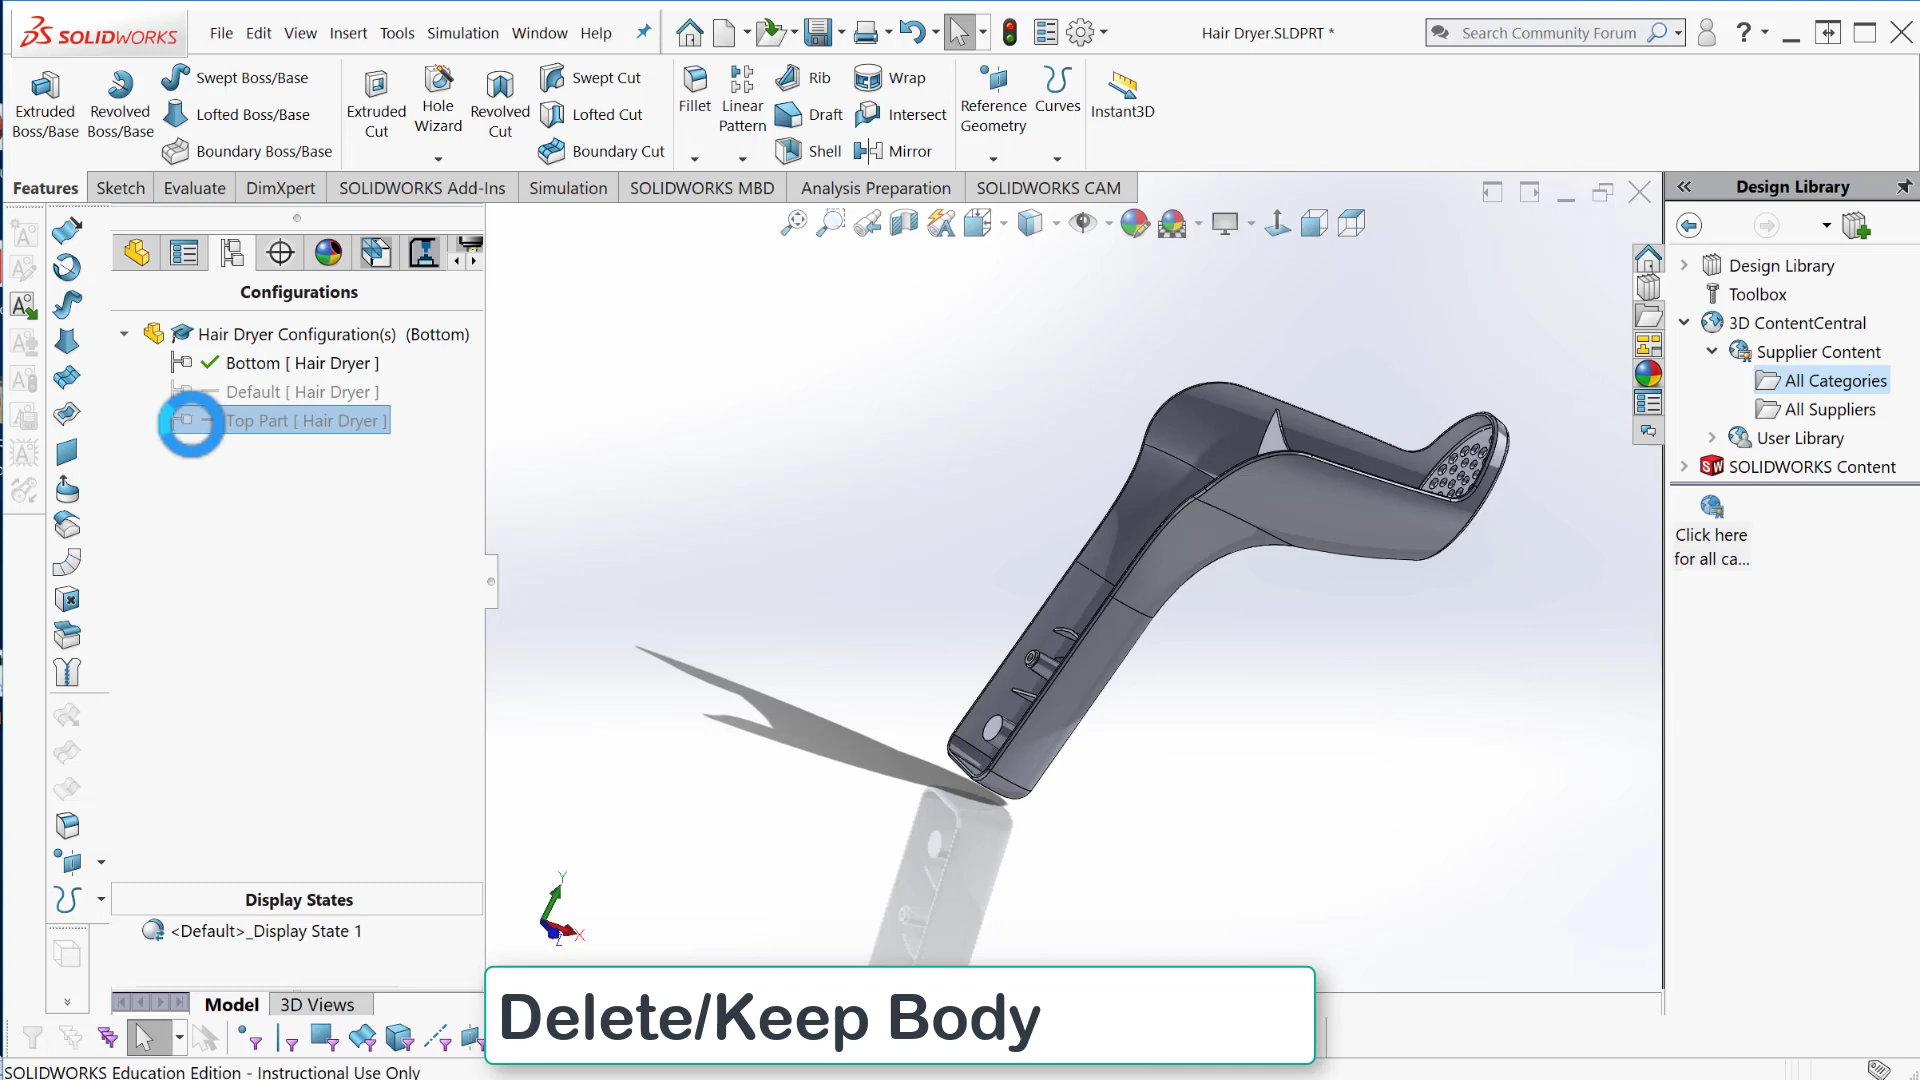 SOLIDWORKS
File Edit View Insert Tools Simulation Window Help
Hair Dryer.SLDPRT *
Search Community Forum
?
Extruded Boss/Base
Revolved Boss/Base
Swept Boss/Base
Lofted Boss/Base
Boundary Boss/Base
Extruded Cut
Hole Wizard
Revolved Cut
Swept Cut
Lofted Cut
Boundary Cut
Fillet
Linear Pattern
Rib
Draft
Shell
Wrap
Intersect
Mirror
Reference Geometry
Curves
Instant3D
Features Sketch Evaluate DimXpert SOLIDWORKS Add-Ins Simulation SOLIDWORKS MBD Analysis Preparation SOLIDWORKS CAM
Configurations
Hair Dryer Configuration(s) (Bottom)
Bottom [ Hair Dryer ]
Default [ Hair Dryer ]
Top Part [ Hair Dryer ]
Display States
<Default>_Display State 1
Model 3D Views
Y
X
Z
Design Library
Design Library
Toolbox
3D ContentCentral
Supplier Content
All Categories
All Suppliers
User Library
SOLIDWORKS Content
Click here
for all ca...
Delete/Keep Body
SOLIDWORKS Education Edition - Instructional Use Only